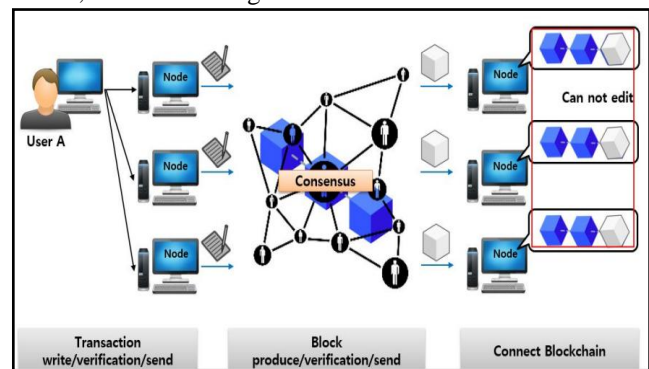 User A
Node
Node
Node
Consensus
Node
Node
Node
Can not edit
Transaction
write/verification/send
Block
produce/verification/send
Connect Blockchain